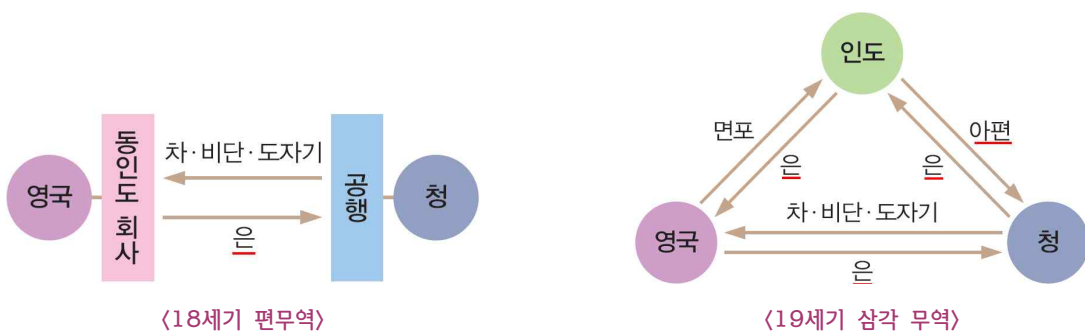 영국
동인도 회사
차·비단·도자기
은
공행
청
〈18세기 편무역〉
인도
면포
은
은
아편
영국
차·비단·도자기
은
청
〈19세기 삼각 무역〉